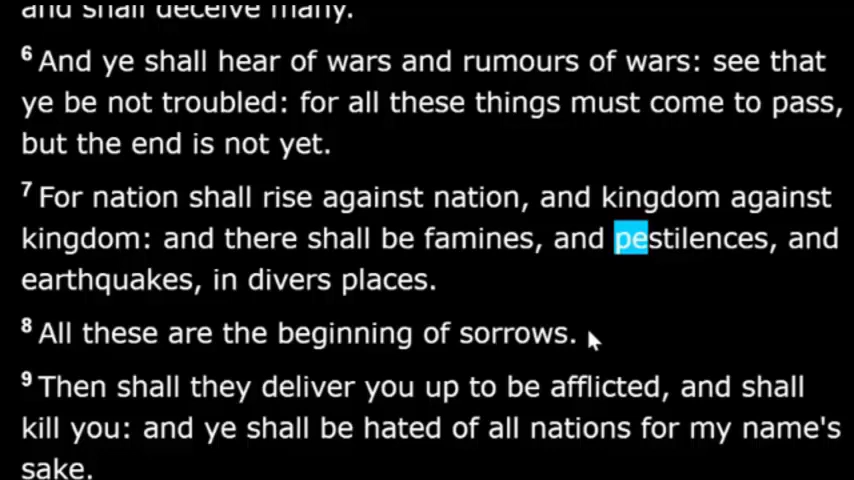 and shall deceive many.
6 And ye shall hear of wars and rumours of wars: see that
ye be not troubled: for all these things must come to pass,
but the end is not yet.
7 For nation shall rise against nation, and kingdom against
kingdom: and there shall be famines, and pestilences, and
earthquakes, in divers places.
8 All these are the beginning of sorrows.
9 Then shall they deliver you up to be afflicted, and shall
kill you: and ye shall be hated of all nations for my name's
sake.